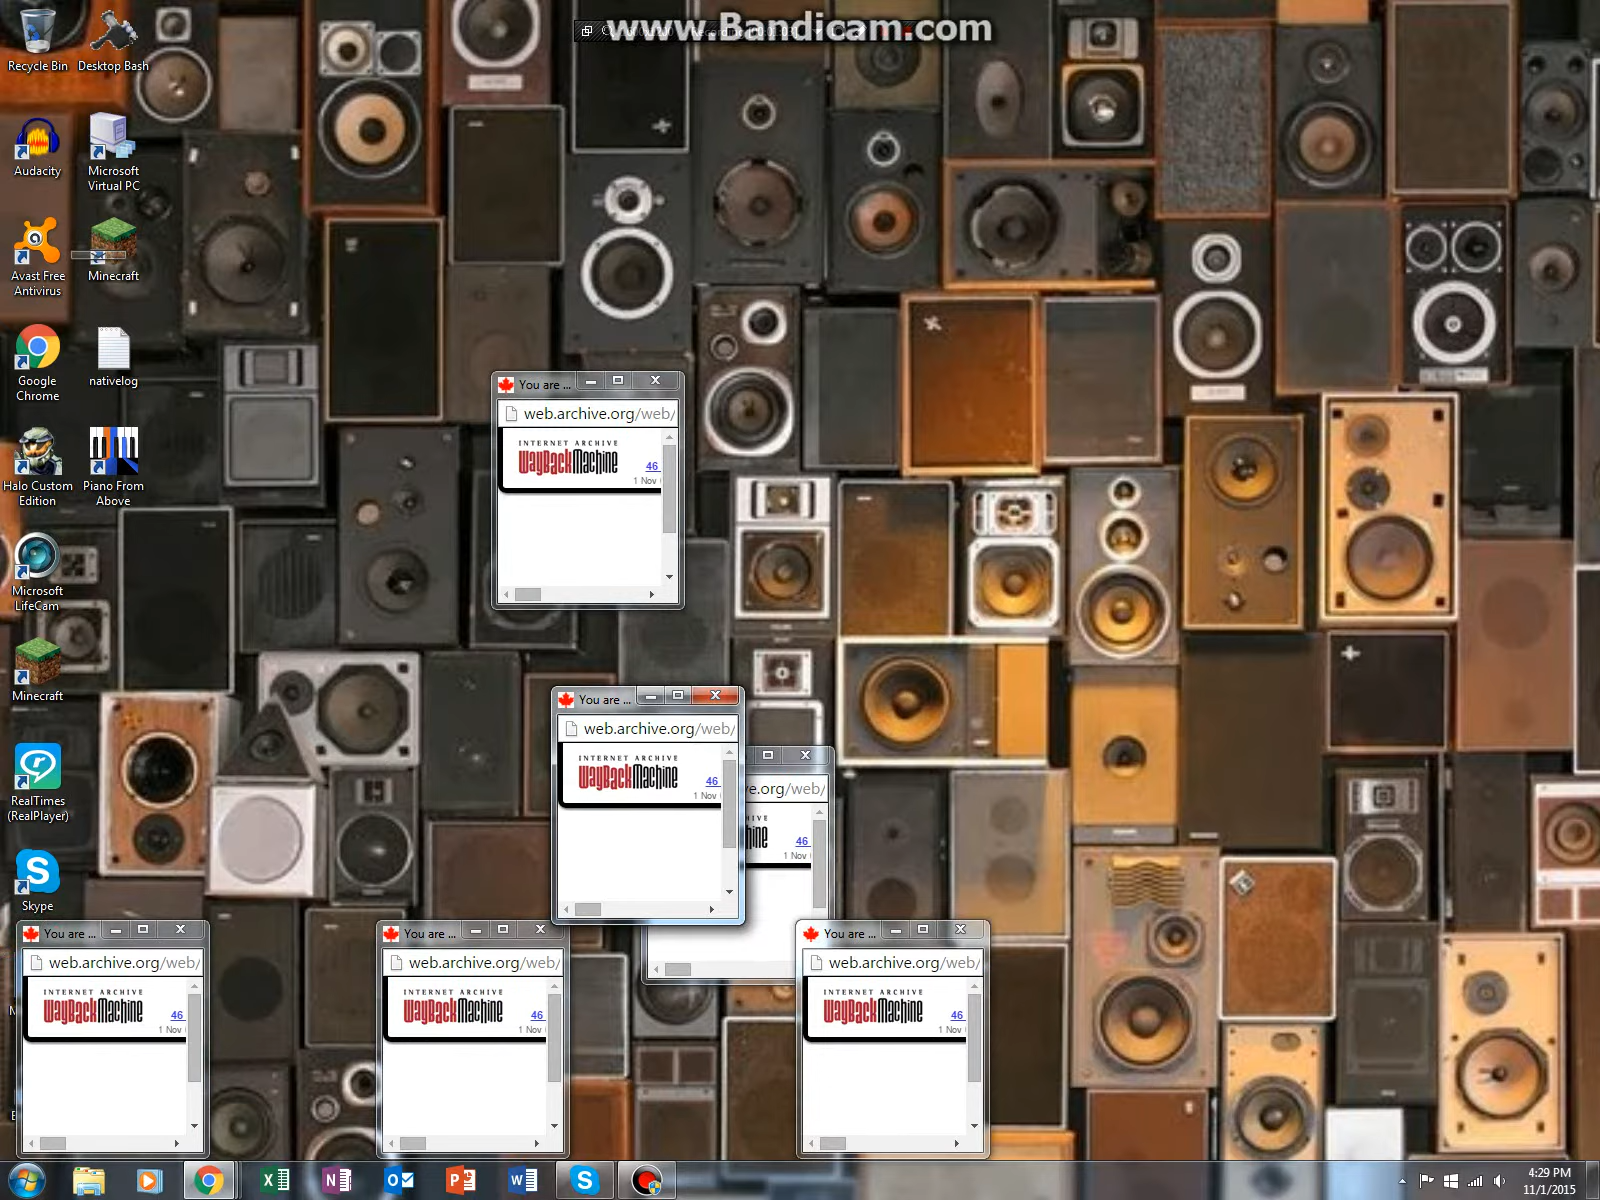 www.Bandicam.com
Recycle Bin
Desktop Bash
Audacity
Microsoft
Virtual PC
Avast Free
Antivirus
Minecraft
Google
Chrome
nativelog
Halo Custom
Edition
Piano From
Above
Microsoft
LifeCam
Minecraft
RealTimes
(RealPlayer)
Skype
You are ...
web.archive.org/web/
INTERNET ARCHIVE
WayBackMachine
46
1 Nov
You are ...
web.archive.org/web/
INTERNET ARCHIVE
WayBackMachine
46
1 Nov
ve.org/web/
46
1 Nov
You are ...
web.archive.org/web/
INTERNET ARCHIVE
WayBackMachine
46
1 Nov
You are ...
web.archive.org/web/
INTERNET ARCHIVE
WayBackMachine
46
1 Nov
You are ...
web.archive.org/web/
INTERNET ARCHIVE
WayBackMachine
46
1 Nov
4:29 PM
11/1/2015